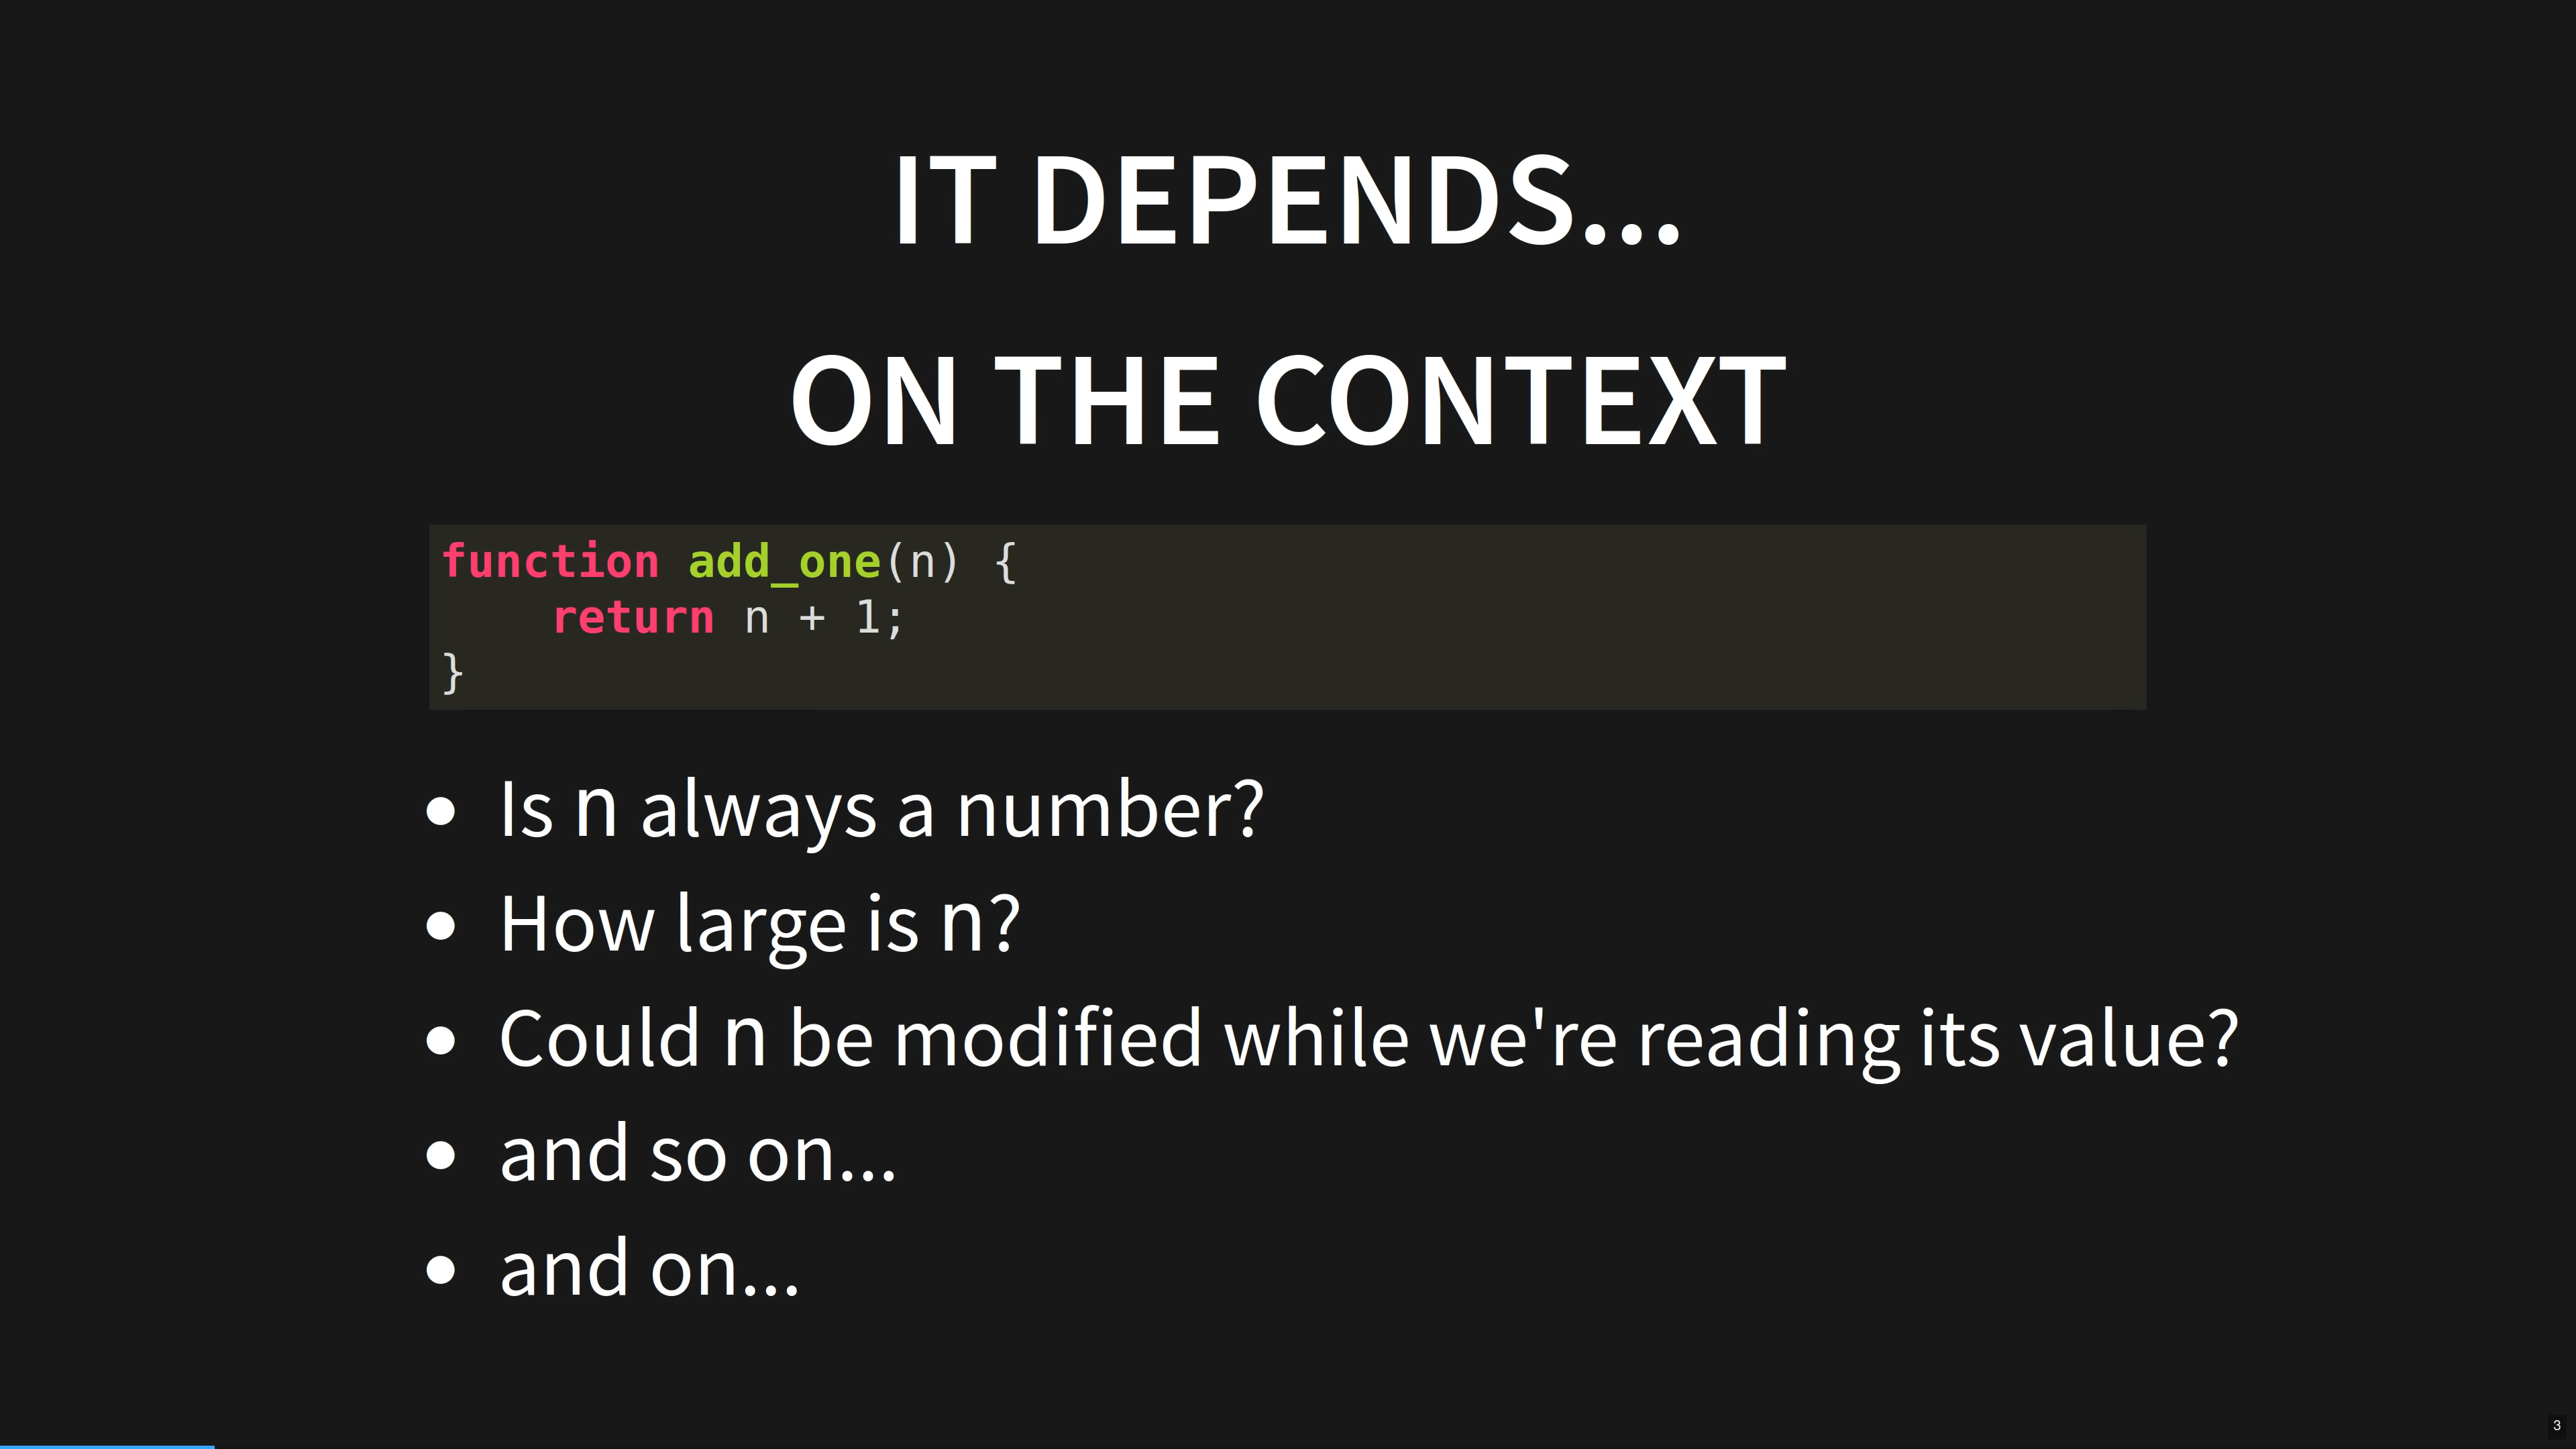 IT DEPENDS...
ON THE CONTEXT
function add_one(n) {
    return n + 1;
}
• Is n always a number?
• How large is n?
• Could n be modified while we're reading its value?
• and so on...
• and on...
3